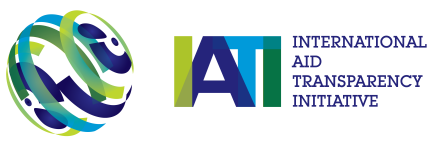 IATI
INTERNATIONAL
AID
TRANSPARENCY
INITIATIVE